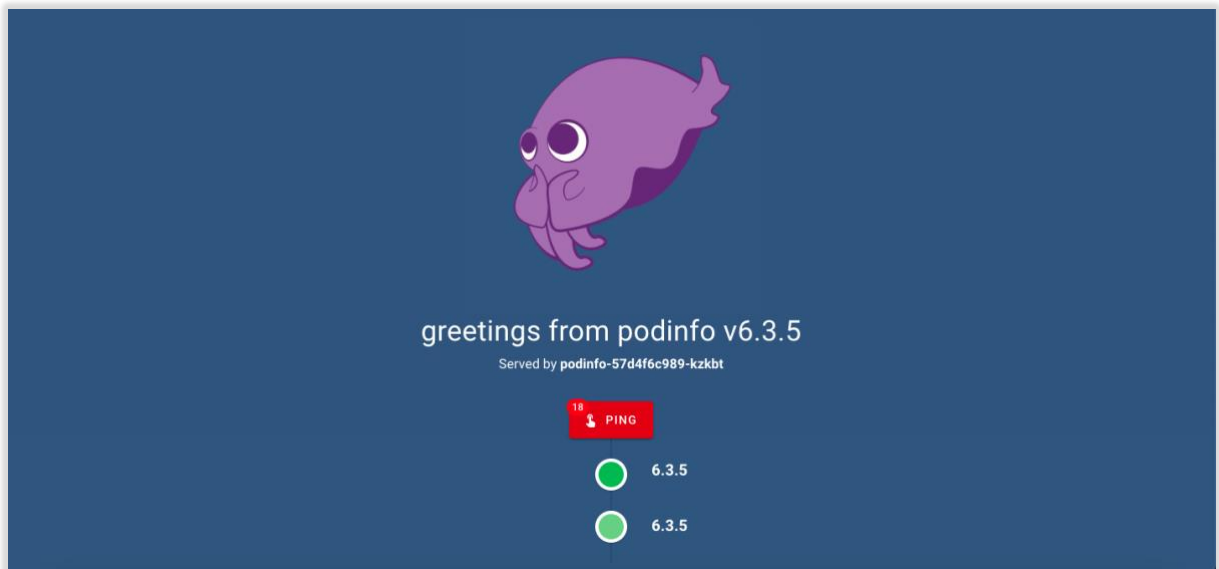 greetings from podinfo v6.3.5
Served by podinfo-57d4f6c989-kzkbt
18
PING
6.3.5
6.3.5